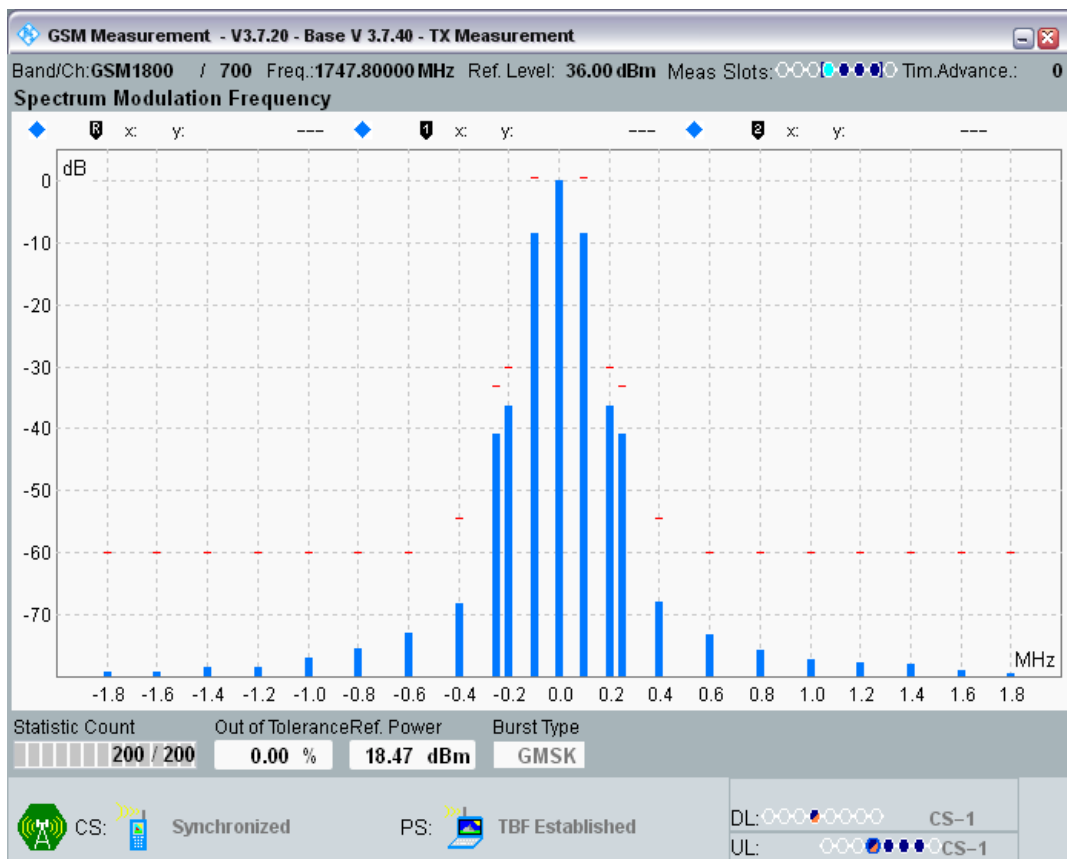 GSM Measurement - V3.7.20 - Base V 3.7.40 - TX Measurement
Band/Ch:GSM1800 / 700 Freq.:1747.80000 MHz Ref. Level: 36.00 dBm Meas Slots: Tim.Advance.: 0
Spectrum Modulation Frequency
R x: y: --- 1 x: y: --- 2 x: y: ---
dB
0
-10
-20
-30
-40
-50
-60
-70
MHz
-1.8 -1.6 -1.4 -1.2 -1.0 -0.8 -0.6 -0.4 -0.2 0.0 0.2 0.4 0.6 0.8 1.0 1.2 1.4 1.6 1.8
Statistic Count Out of Tolerance Ref. Power Burst Type
200 / 200 0.00 % 18.47 dBm GMSK
CS: Synchronized PS: TBF Established
DL: CS-1
UL: CS-1